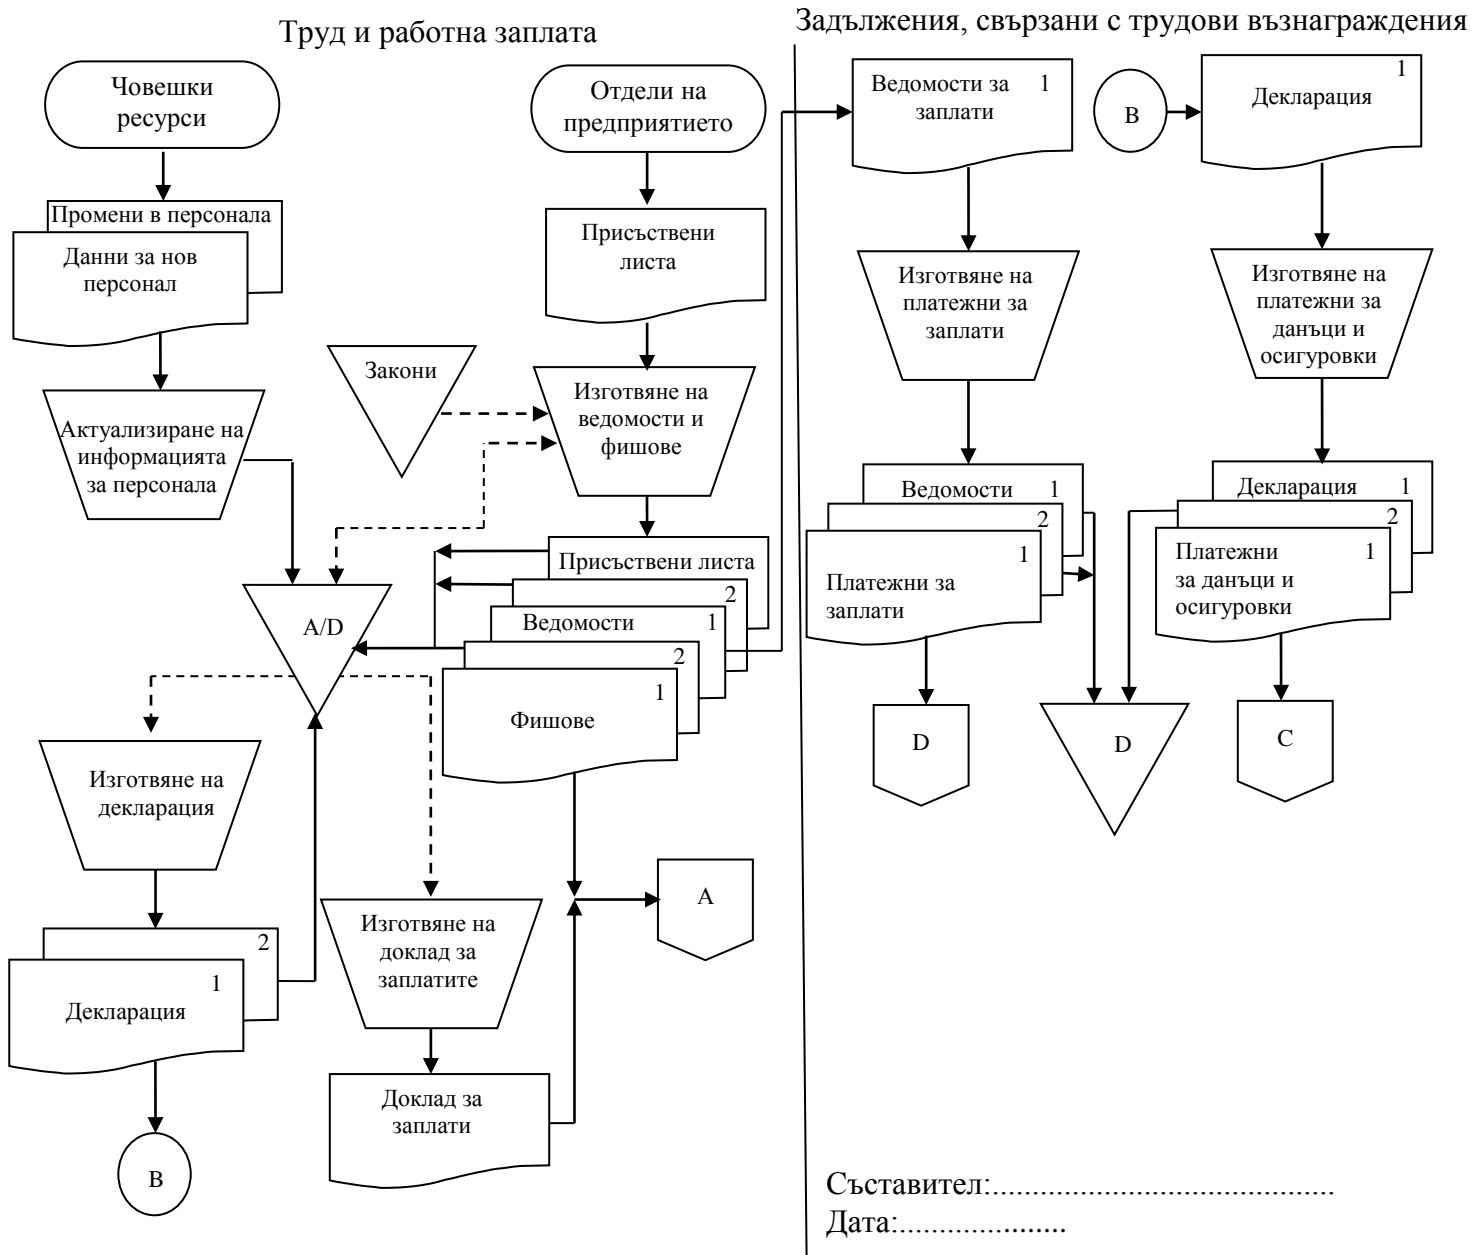 Труд и работна заплата
Задължения, свързани с трудови възнаграждения
Човешки
ресурси
Отдели на
предприятието
Промени в персонала
Данни за нов
персонал
Присъствени
листа
Закони
Актуализиране на
информацията
за персонала
Изготвяне на
ведомости и
фишове
A/D
Присъствени листа
2
Ведомости 1
2
1
Фишове
Изготвяне на
декларация
2
1
Декларация
B
Изготвяне на
доклад за
заплатите
Доклад за
заплати
A
Ведомости за 1
заплати
B
1
Декларация
Изготвяне на
платежни за
заплати
Изготвяне на
платежни за
данъци и
осигуровки
Ведомости 1
2
1
Платежни за
заплати
Декларация 1
2
Платежни 1
за данъци и
осигуровки
D
D
C
Съставител:.......................................
Дата:.....................